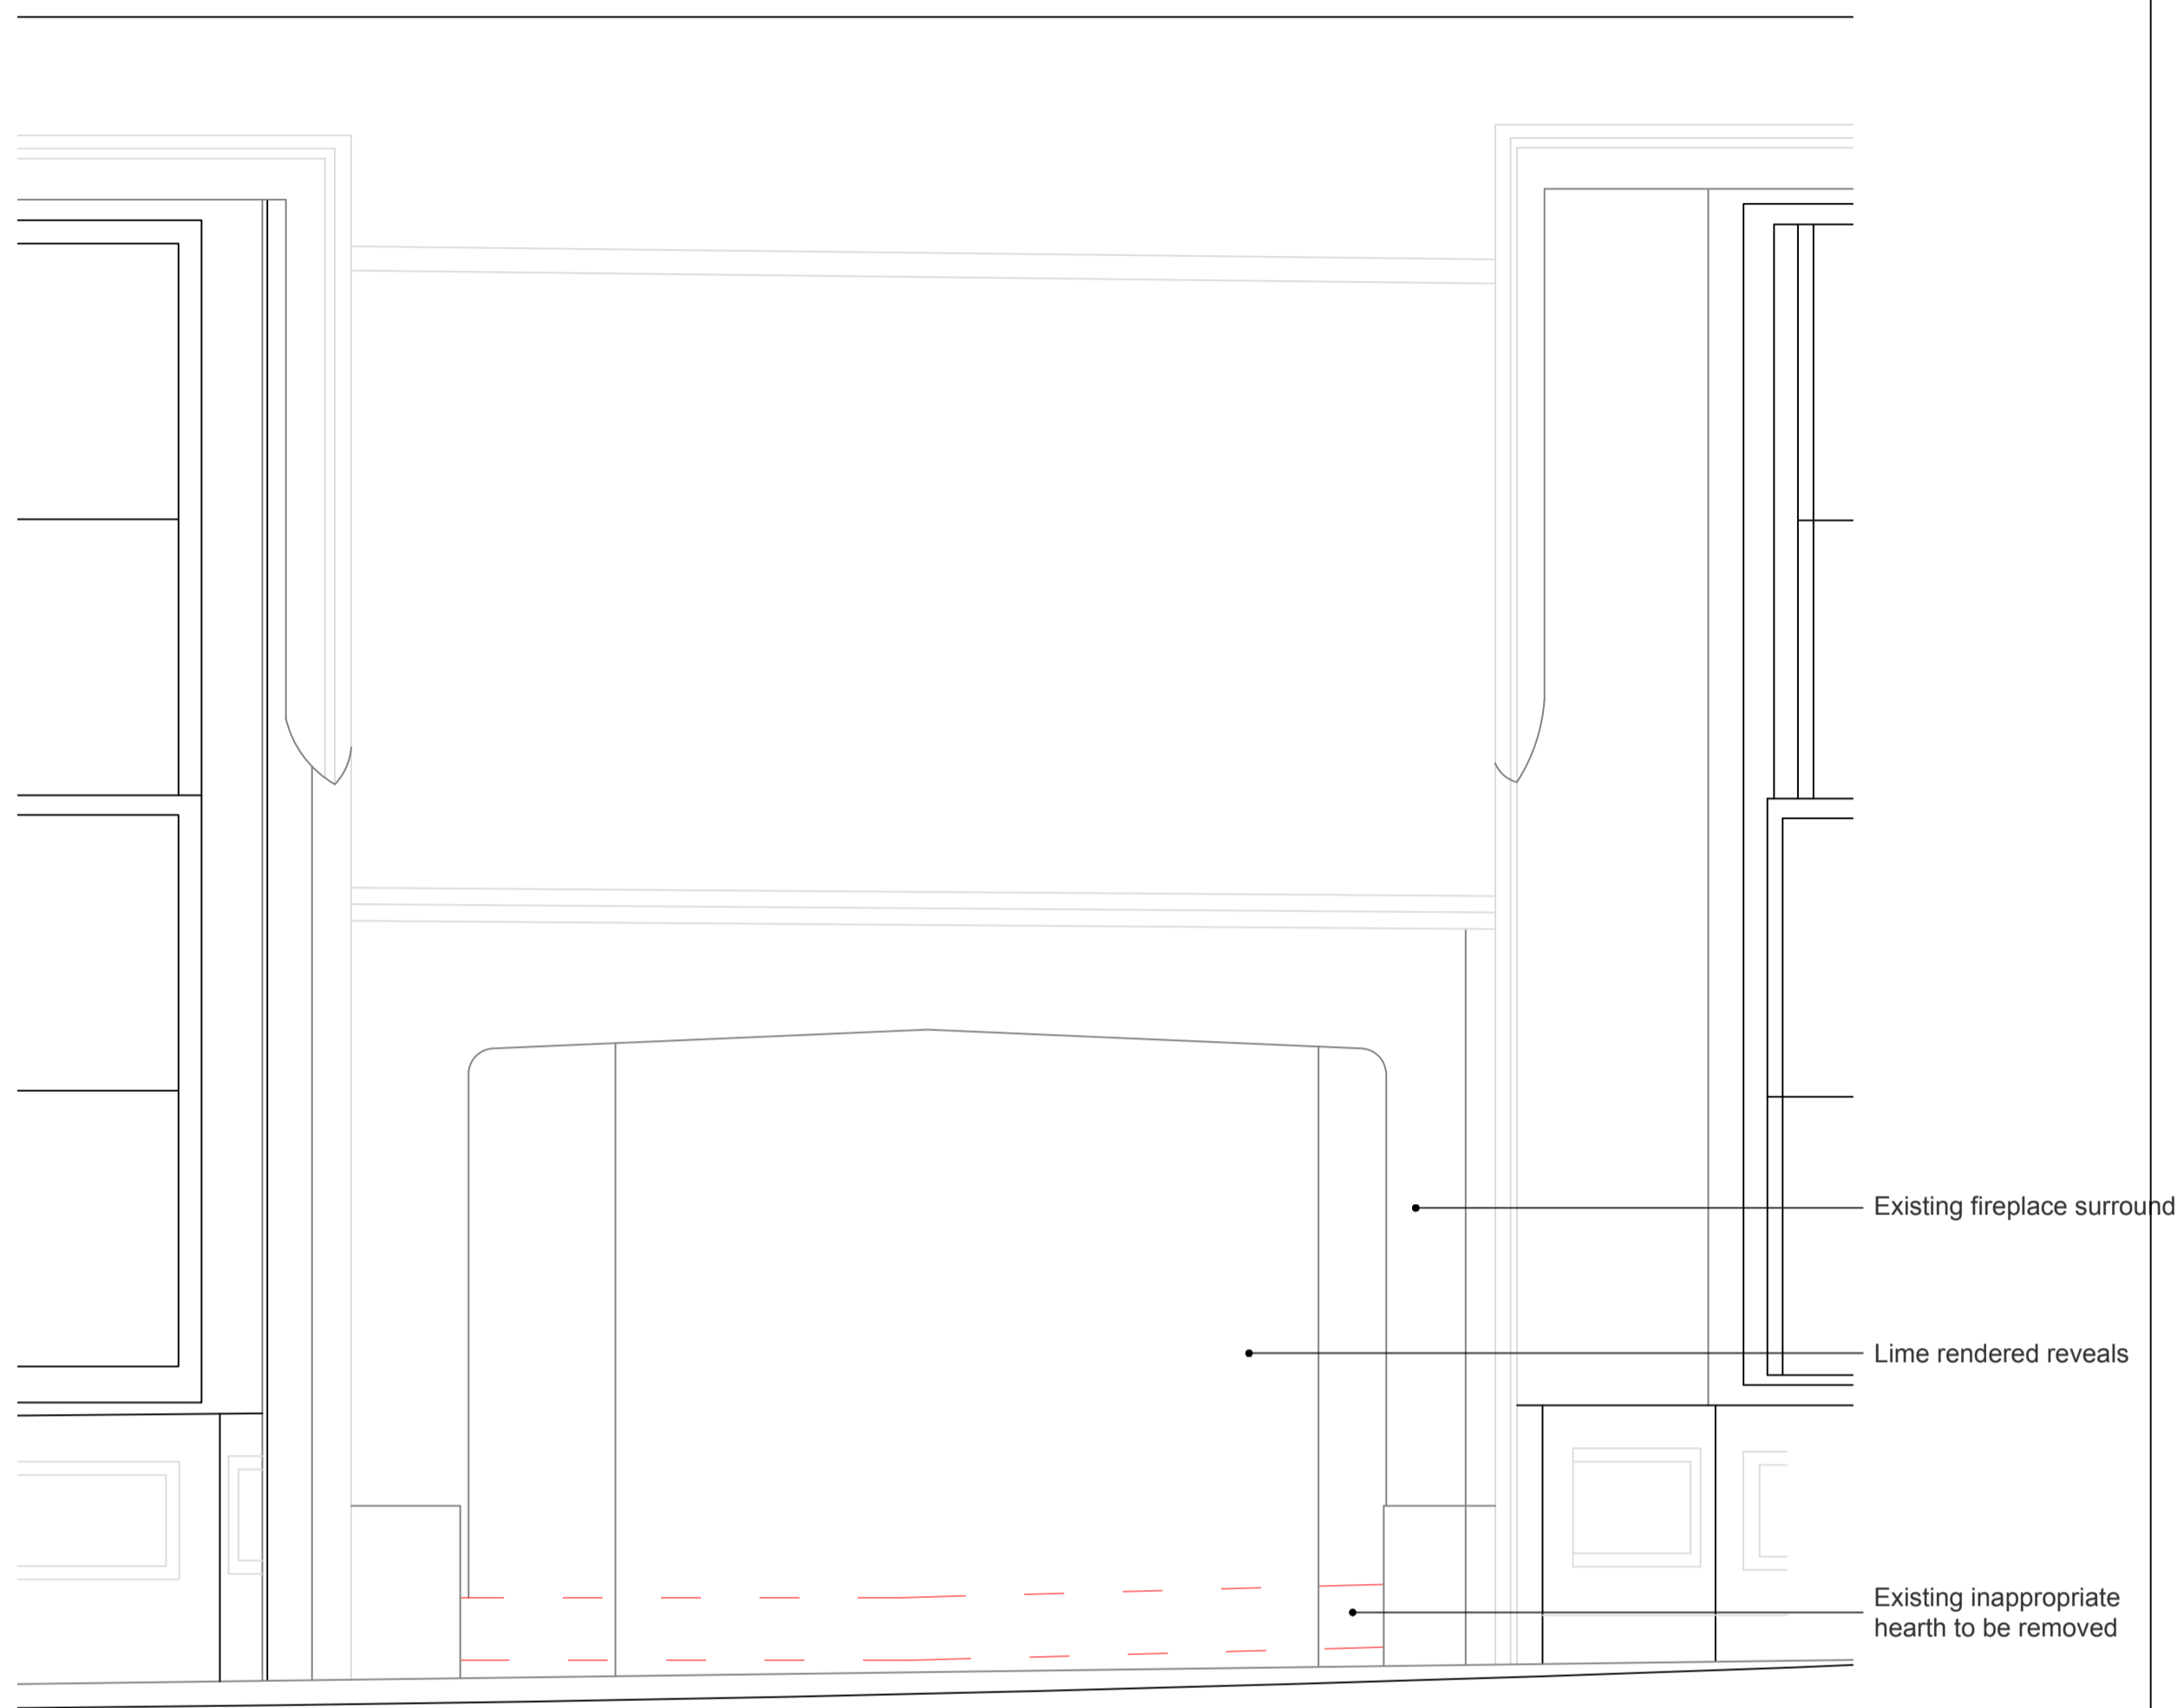 Existing fireplace surround
Lime rendered reveals
Existing inappropriate
hearth to be removed